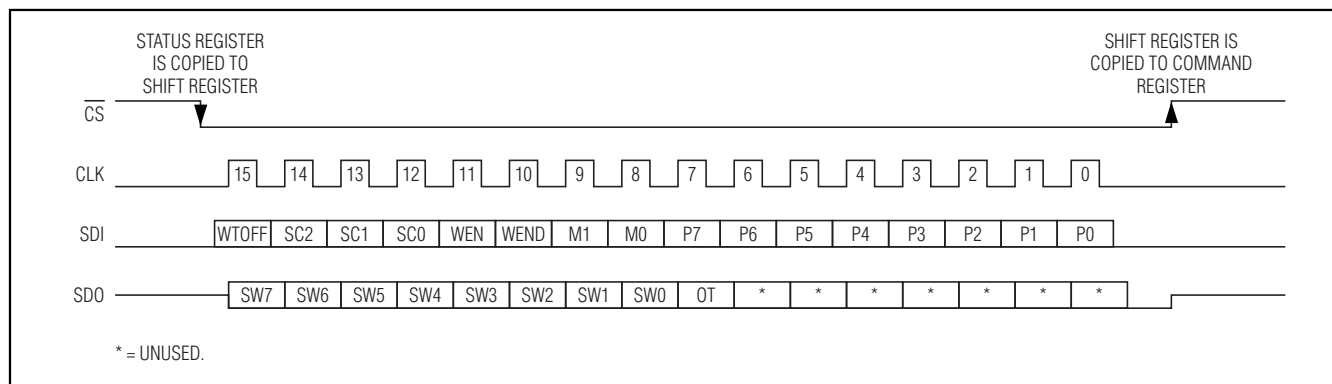 STATUS REGISTER
IS COPIED TO
SHIFT REGISTER
SHIFT REGISTER IS
COPIED TO COMMAND
REGISTER
CS
CLK 15 14 13 12 11 10 9 8 7 6 5 4 3 2 1 0
SDI WTOFF SC2 SC1 SC0 WEN WEND M1 M0 P7 P6 P5 P4 P3 P2 P1 P0
SDO SW7 SW6 SW5 SW4 SW3 SW2 SW1 SW0 OT * * * * * * *
* = UNUSED.